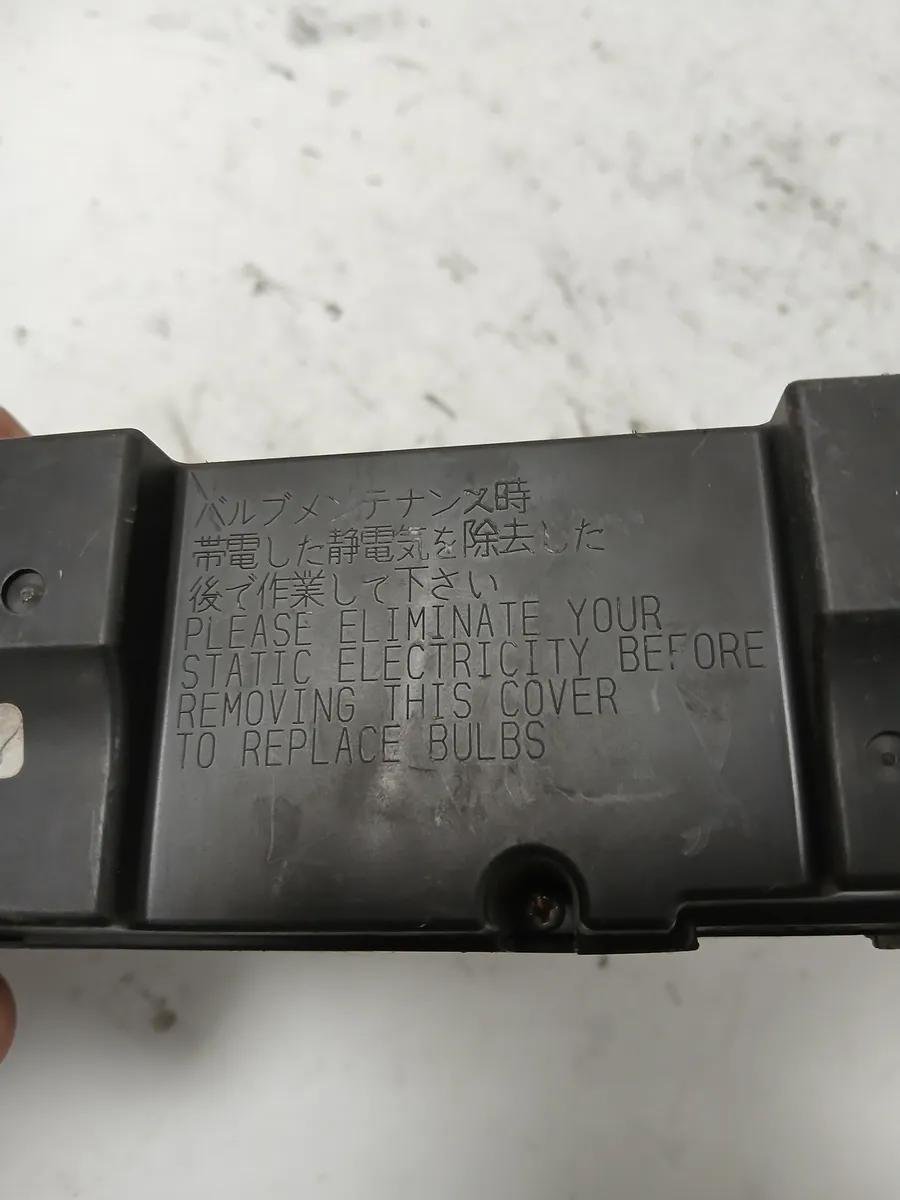 バルブメンテナンス時
帯電した静電気を除去した
後で作業して下さい
PLEASE ELIMINATE YOUR
STATIC ELECTRICITY BEFORE
REMOVING THIS COVER
TO REPLACE BULBS